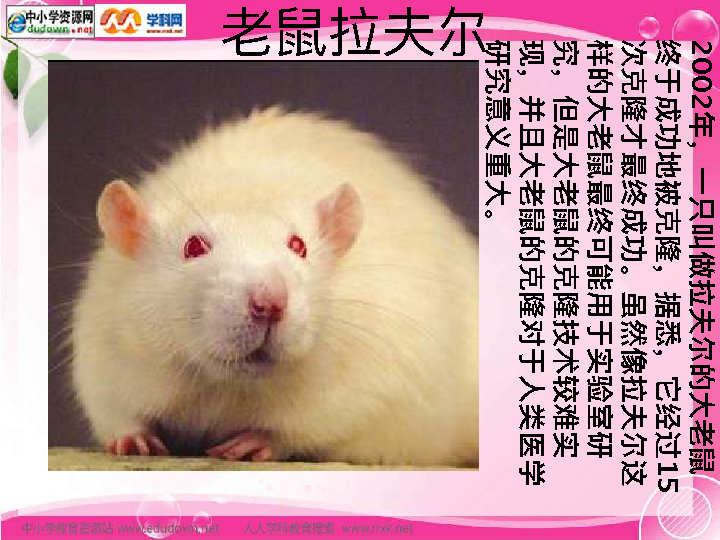 中小学资源网
edudown.net
学科网
www.nxk.net
老鼠拉夫尔
2002年，一只叫做拉夫尔的大老鼠
终于成功地被克隆，据悉，它经过15
次克隆才最终成功。虽然像拉夫尔这
样的大老鼠最终可能用于实验室研
究，但是大老鼠的克隆技术较难实
现，并且大老鼠的克隆对于人类医学
研究意义重大。
中小学教育资源站 www.edudown.net 人人学科教育搜索 www.rrxk.net